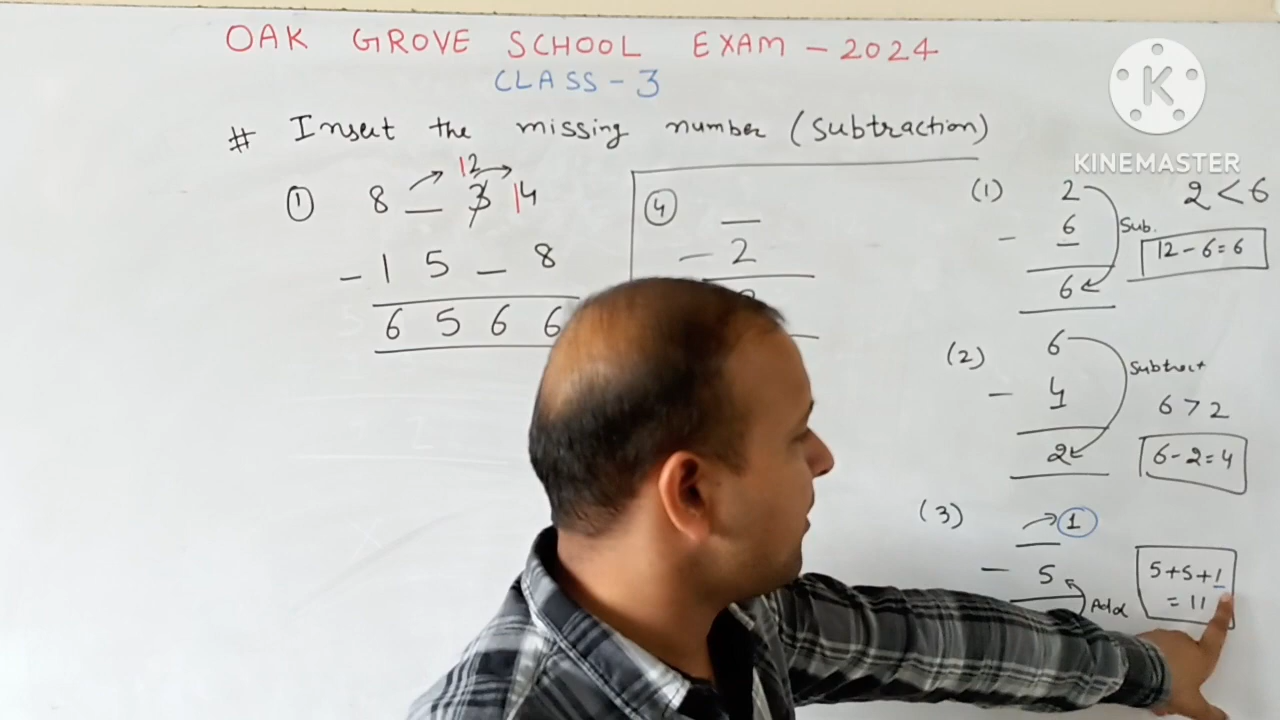 OAK GROVE SCHOOL EXAM - 2024
CLASS - 3
# Insert the missing number (Subtraction)
K
KINEMASTER
12
① 8 _ 3 14
- 1 5 _ 8
6 5 6 6
④ _
- 2
(1) 2 2 < 6
- 6 Sub. 12 - 6 = 6
6
(2) 6 Subtract
- 4 6 > 2
2 6 - 2 = 4
(3) _ 1
- 5 5+5+1
Add = 11